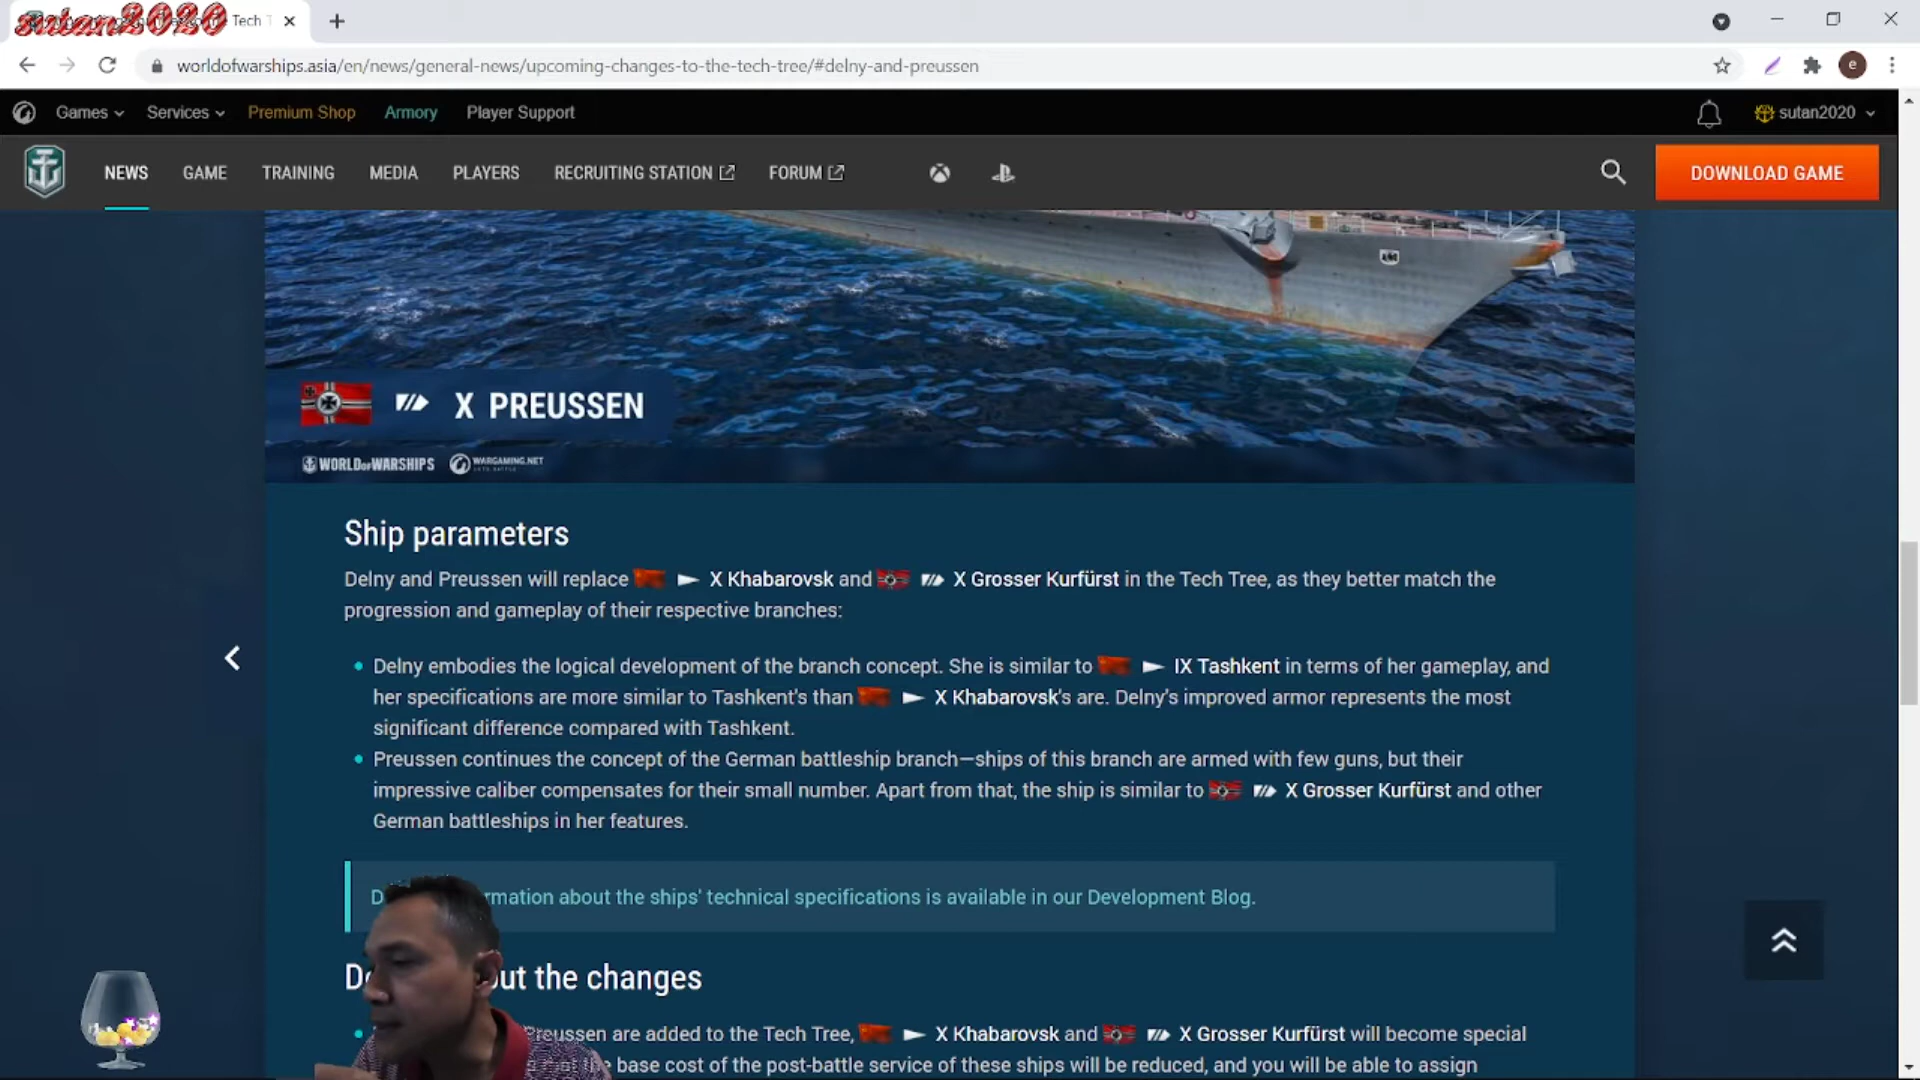 sutan2020
Tech T
worldofwarships.asia/en/news/general-news/upcoming-changes-to-the-tech-tree/#delny-and-preussen
e
Games Services Premium Shop Armory Player Support sutan2020
NEWS GAME TRAINING MEDIA PLAYERS RECRUITING STATION FORUM DOWNLOAD GAME
X PREUSSEN
WORLD OF WARSHIPS WARGAMING.NET
Ship parameters
Delny and Preussen will replace X Khabarovsk and X Grosser Kurfürst in the Tech Tree, as they better match the
progression and gameplay of their respective branches:
Delny embodies the logical development of the branch concept. She is similar to IX Tashkent in terms of her gameplay, and
her specifications are more similar to Tashkent's than X Khabarovsk's are. Delny's improved armor represents the most
significant difference compared with Tashkent.
Preussen continues the concept of the German battleship branch—ships of this branch are armed with few guns, but their
impressive caliber compensates for their small number. Apart from that, the ship is similar to X Grosser Kurfürst and other
German battleships in her features.
D rmation about the ships' technical specifications is available in our Development Blog.
De out the changes
Preussen are added to the Tech Tree, X Khabarovsk and X Grosser Kurfürst will become special
the base cost of the post-battle service of these ships will be reduced, and you will be able to assign